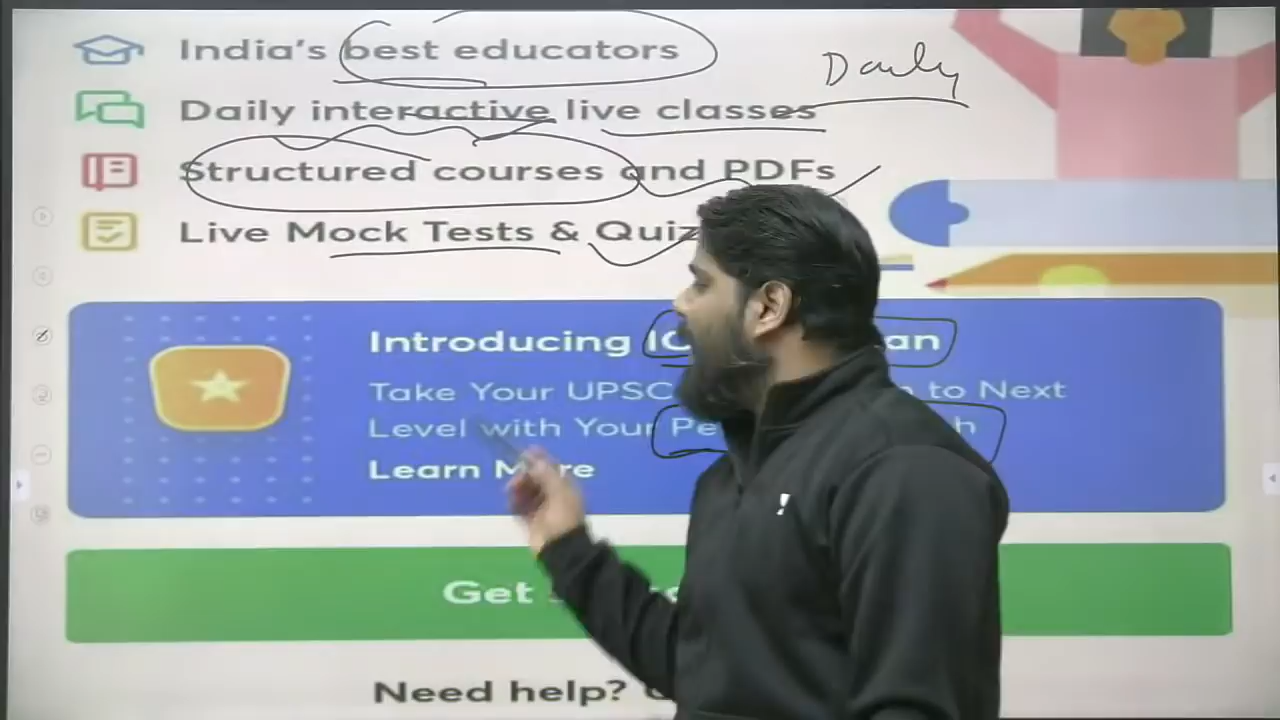 India's best educators
Daily
Daily interactive live classes
Structured courses and PDFs
Live Mock Tests & Quiz
Introducing
Take Your UPSC to Next
Level with Your
Learn More
Get
Need help?